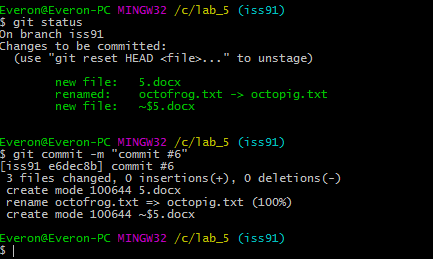 Everon@Everon-PC MINGW32 /c/lab_5 (iss91)
$ git status
On branch iss91
Changes to be committed:
  (use "git reset HEAD <file>..." to unstage)

        new file:   5.docx
        renamed:    octofrog.txt -> octopig.txt
        new file:   ~$5.docx

Everon@Everon-PC MINGW32 /c/lab_5 (iss91)
$ git commit -m "commit #6"
[iss91 e6dec8b] commit #6
 3 files changed, 0 insertions(+), 0 deletions(-)
 create mode 100644 5.docx
 rename octofrog.txt => octopig.txt (100%)
 create mode 100644 ~$5.docx

Everon@Everon-PC MINGW32 /c/lab_5 (iss91)
$